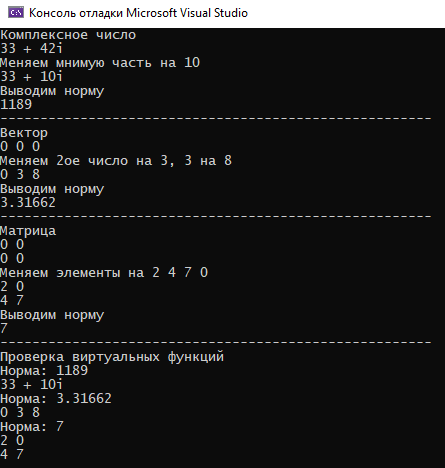 Консоль отладки Microsoft Visual Studio
Комплексное число
33 + 42i
Меняем мнимую часть на 10
33 + 10i
Выводим норму
1189
------------------------------------------------------
Вектор
0 0 0
Меняем 2ое число на 3, 3 на 8
0 3 8
Выводим норму
3.31662
------------------------------------------------------
Матрица
0 0
0 0
Меняем элементы на 2 4 7 0
2 0
4 7
Выводим норму
7
------------------------------------------------------
Проверка виртуальных функций
Норма: 1189
33 + 10i
Норма: 3.31662
0 3 8
Норма: 7
2 0
4 7